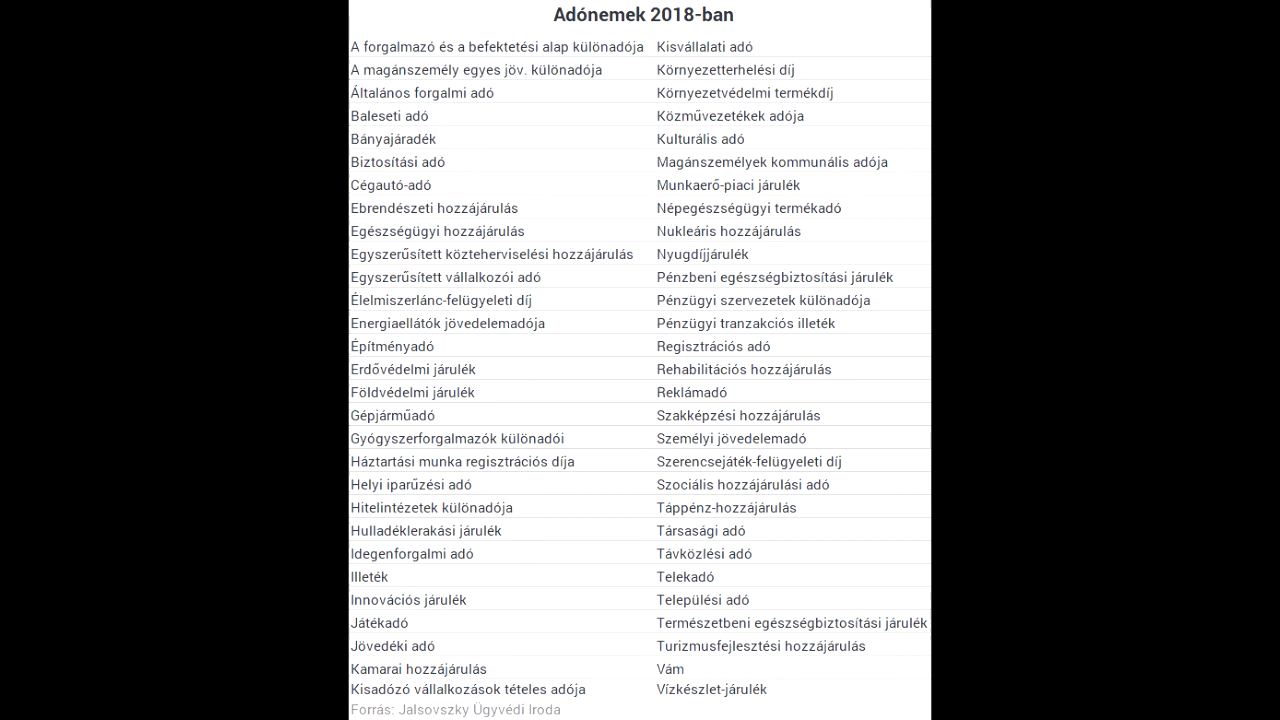 Adónemek 2018-ban
A forgalmazó és a befektetési alap különadója Kisvállalati adó
A magánszemély egyes jöv. különadója Környezetterhelési díj
Általános forgalmi adó Környezetvédelmi termékdíj
Baleseti adó Közművezetékek adója
Bányajáradék Kulturális adó
Biztosítási adó Magánszemélyek kommunális adója
Cégautó-adó Munkaerő-piaci járulék
Ebrendészeti hozzájárulás Népegészségügyi termékadó
Egészségügyi hozzájárulás Nukleáris hozzájárulás
Egyszerűsített közteherviselési hozzájárulás Nyugdíjjárulék
Egyszerűsített vállalkozói adó Pénzbeni egészségbiztosítási járulék
Élelmiszerlánc-felügyeleti díj Pénzügyi szervezetek különadója
Energiaellátók jövedelemadója Pénzügyi tranzakciós illeték
Építményadó Regisztrációs adó
Erdővédelmi járulék Rehabilitációs hozzájárulás
Földvédelmi járulék Reklámadó
Gépjárműadó Szakképzési hozzájárulás
Gyógyszerforgalmazók különadói Személyi jövedelemadó
Háztartási munka regisztrációs díja Szerencsejáték-felügyeleti díj
Helyi iparűzési adó Szociális hozzájárulási adó
Hitelintézetek különadója Táppénz-hozzájárulás
Hulladéklerakási járulék Társasági adó
Idegenforgalmi adó Távközlési adó
Illeték Telekadó
Innovációs járulék Települési adó
Játékadó Természetbeni egészségbiztosítási járulék
Jövedéki adó Turizmusfejlesztési hozzájárulás
Kamarai hozzájárulás Vám
Kisadózó vállalkozások tételes adója Vízkészlet-járulék
Forrás: Jalsovszky Ügyvédi Iroda